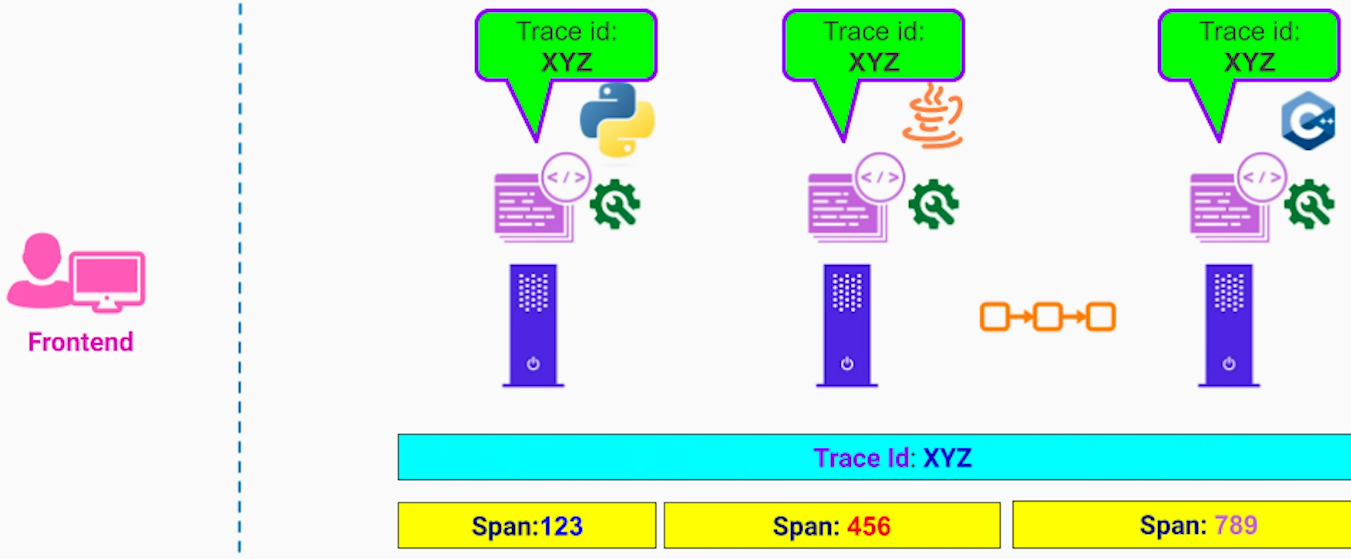 Trace id:
XYZ
Trace id:
XYZ
Trace id:
XYZ
C++
</>
</>
</>
Frontend
Trace Id: XYZ
Span:123
Span: 456
Span: 789